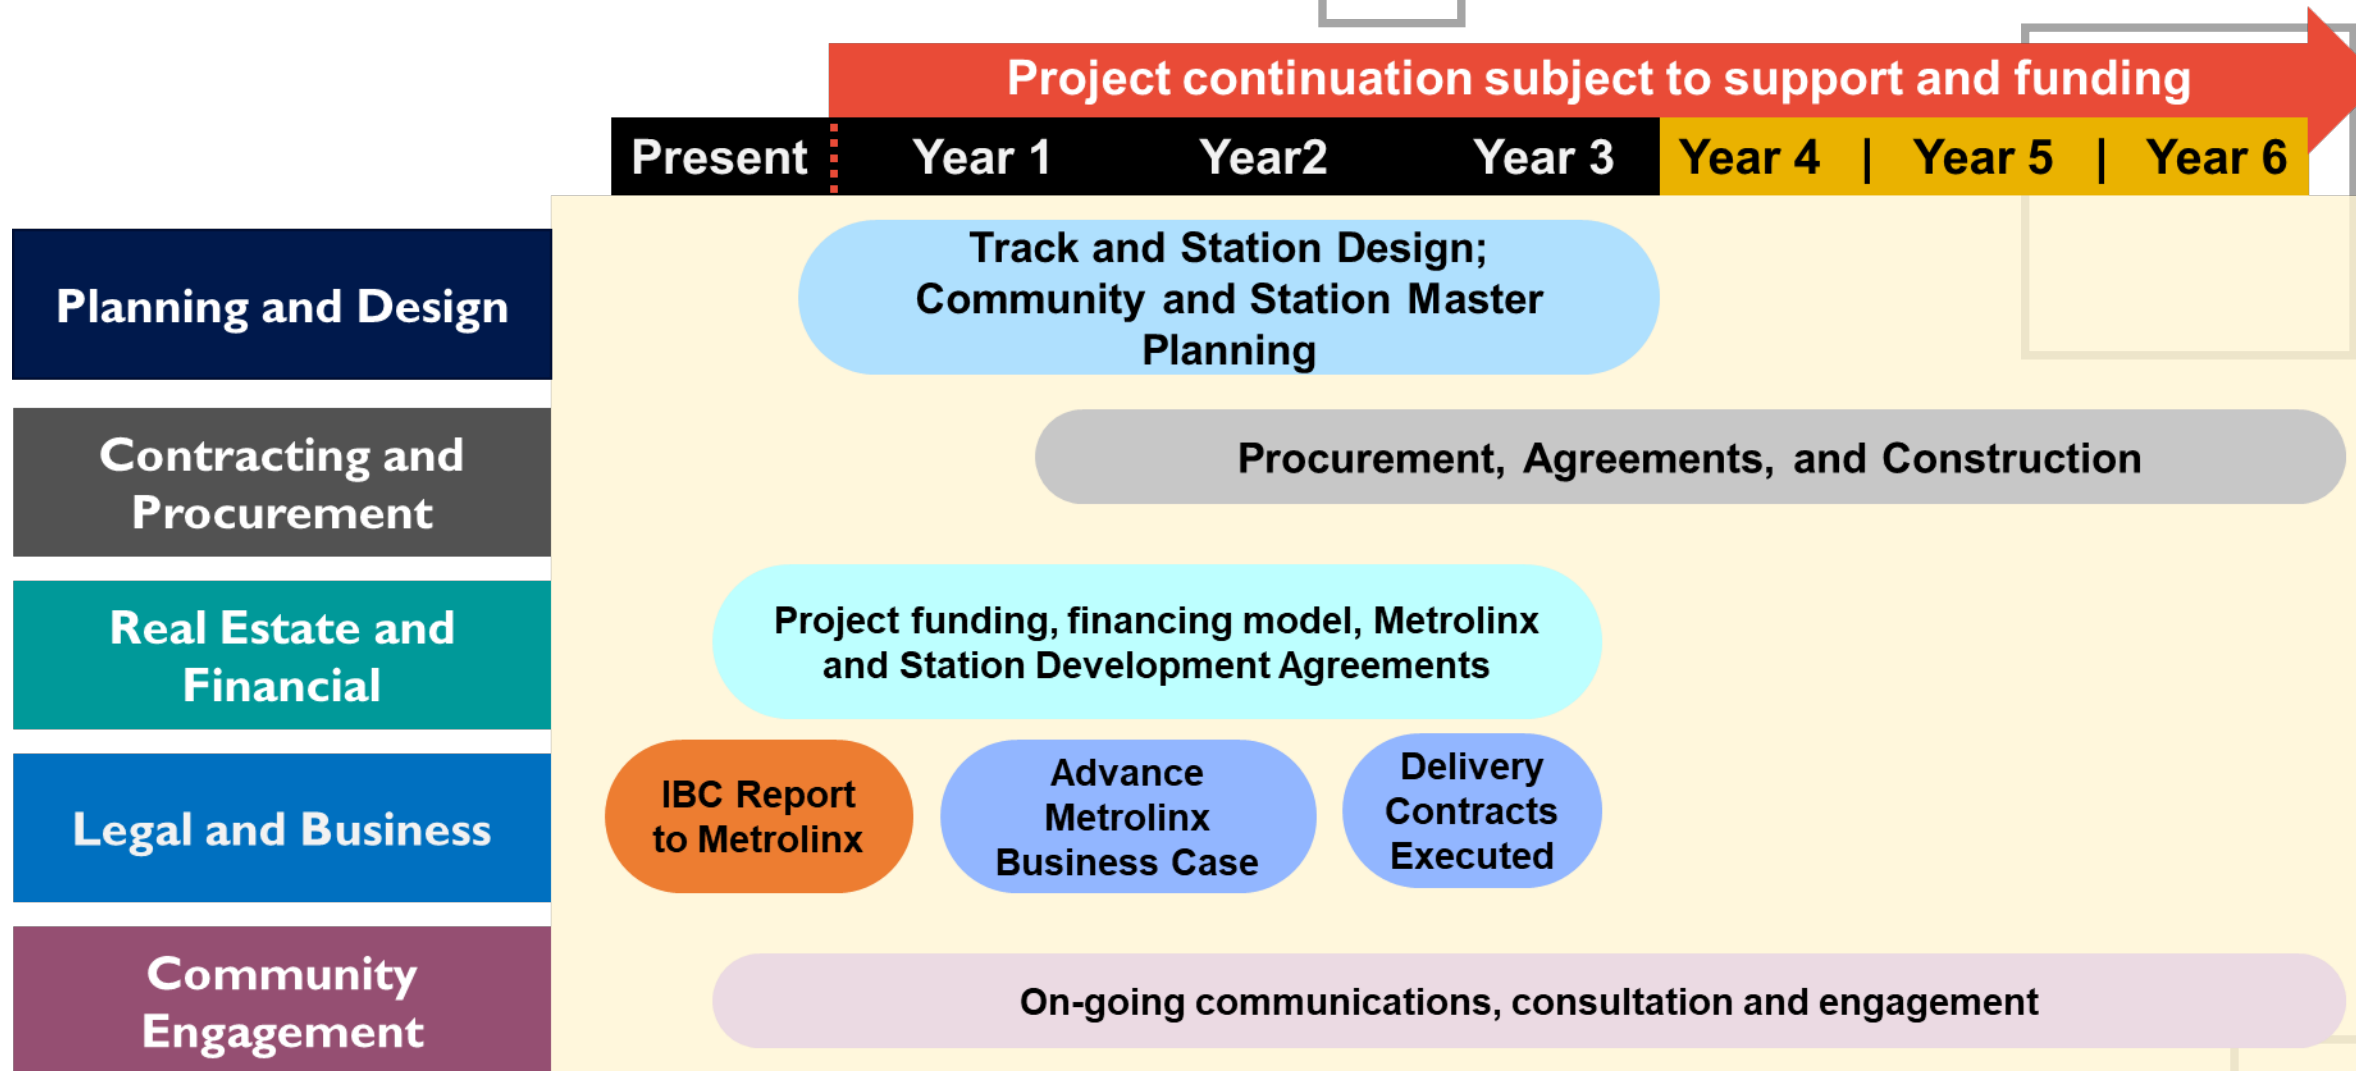 Project continuation subject to support and funding
Present Year 1 Year2 Year 3 Year 4 | Year 5 | Year 6
Planning and Design
Track and Station Design;
Community and Station Master
Planning
Contracting and
Procurement
Procurement, Agreements, and Construction
Real Estate and
Financial
Project funding, financing model, Metrolinx
and Station Development Agreements
Legal and Business
IBC Report
to Metrolinx
Advance
Metrolinx
Business Case
Delivery
Contracts
Executed
Community
Engagement
On-going communications, consultation and engagement